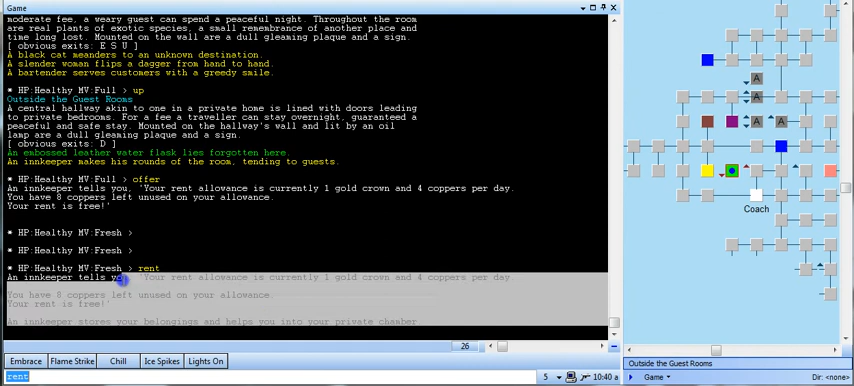 Game
moderate fee, a weary guest can spend a peaceful night. Throughout the room
are real plants of exotic species, a small remembrance of another place and
time long lost. Mounted on the wall are a dull gleaming plaque and a sign.
[ obvious exits: E S U ]
A black cat meanders to an unknown destination.
A slender woman flips a dagger from hand to hand.
A bartender serves customers with a greedy smile.
* HP:Healthy MV:Full > up
Outside the Guest Rooms
A central hallway akin to one in a private home is lined with doors leading
to private bedrooms. For a fee a traveller can stay overnight, guaranteed a
peaceful and safe stay. Mounted on the hallway's wall and lit by an oil
lamp are a dull gleaming plaque and a sign.
[ obvious exits: D ]
An embossed leather water flask lies forgotten here.
An innkeeper makes his rounds of the room, tending to guests.
* HP:Healthy MV:Full > offer
An innkeeper tells you, 'Your rent allowance is currently 1 gold crown and 4 coppers per day.
You have 8 coppers left unused on your allowance.
Your rent is free!'
* HP:Healthy MV:Fresh >
* HP:Healthy MV:Fresh >
* HP:Healthy MV:Fresh > rent
An innkeeper tells you, 'Your rent allowance is currently 1 gold crown and 4 coppers per day.
You have 8 coppers left unused on your allowance.
Your rent is free!'
An innkeeper stores your belongings and helps you into your private chamber.
26
Embrace Flame Strike Chill Ice Spikes Lights On
rent
5 10:40 a
A
A
A A
Coach
Outside the Guest Rooms
Game Dir: <none>